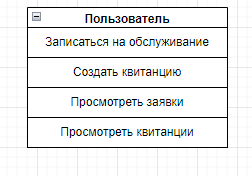 Пользователь
Записаться на обслуживание
Создать квитанцию
Просмотреть заявки
Просмотреть квитанции